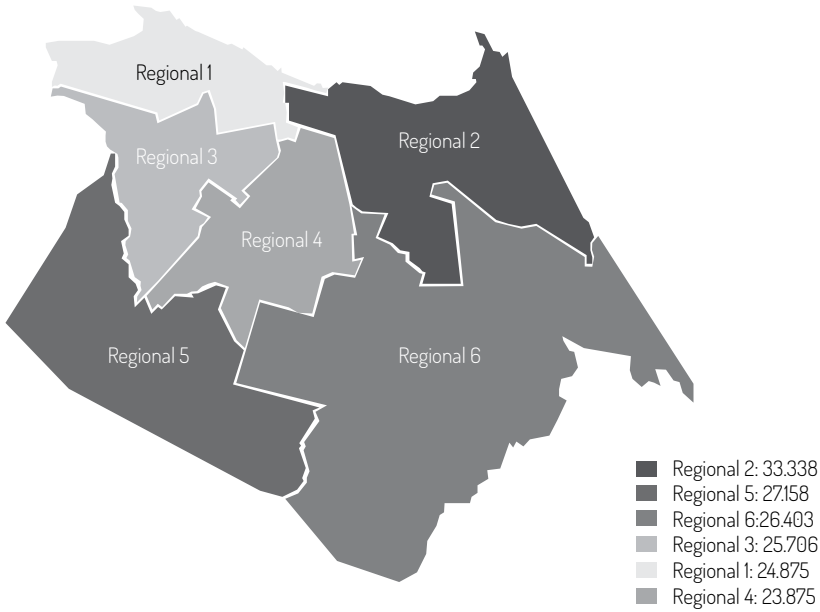 Regional 1
Regional 2
Regional 3
Regional 4
Regional 5
Regional 6
Regional 2: 33.338
Regional 5: 27.158
Regional 6:26.403
Regional 3: 25.706
Regional 1: 24.875
Regional 4: 23.875